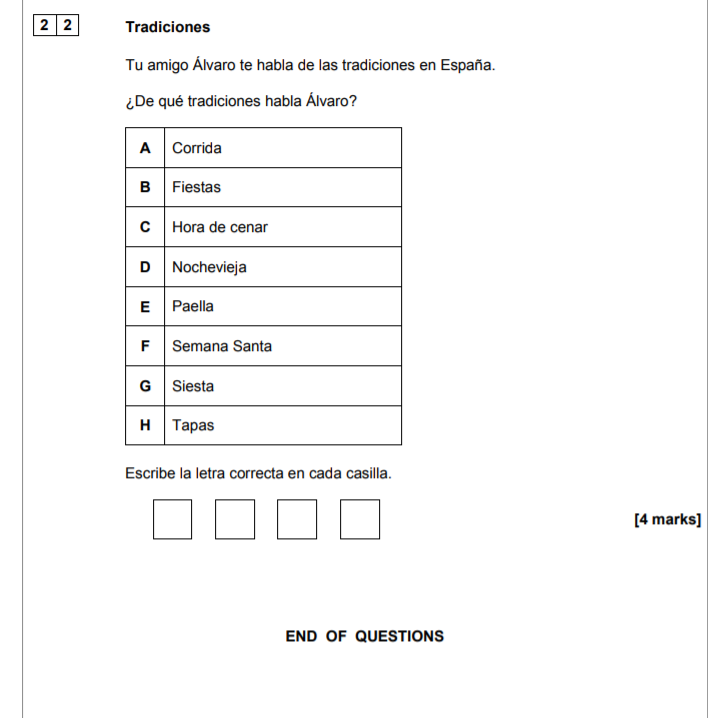 2 2 Tradiciones
Tu amigo Álvaro te habla de las tradiciones en España.
¿De qué tradiciones habla Álvaro?
A Corrida
B Fiestas
C Hora de cenar
D Nochevieja
E Paella
F Semana Santa
G Siesta
H Tapas
Escribe la letra correcta en cada casilla.
[4 marks]
END OF QUESTIONS